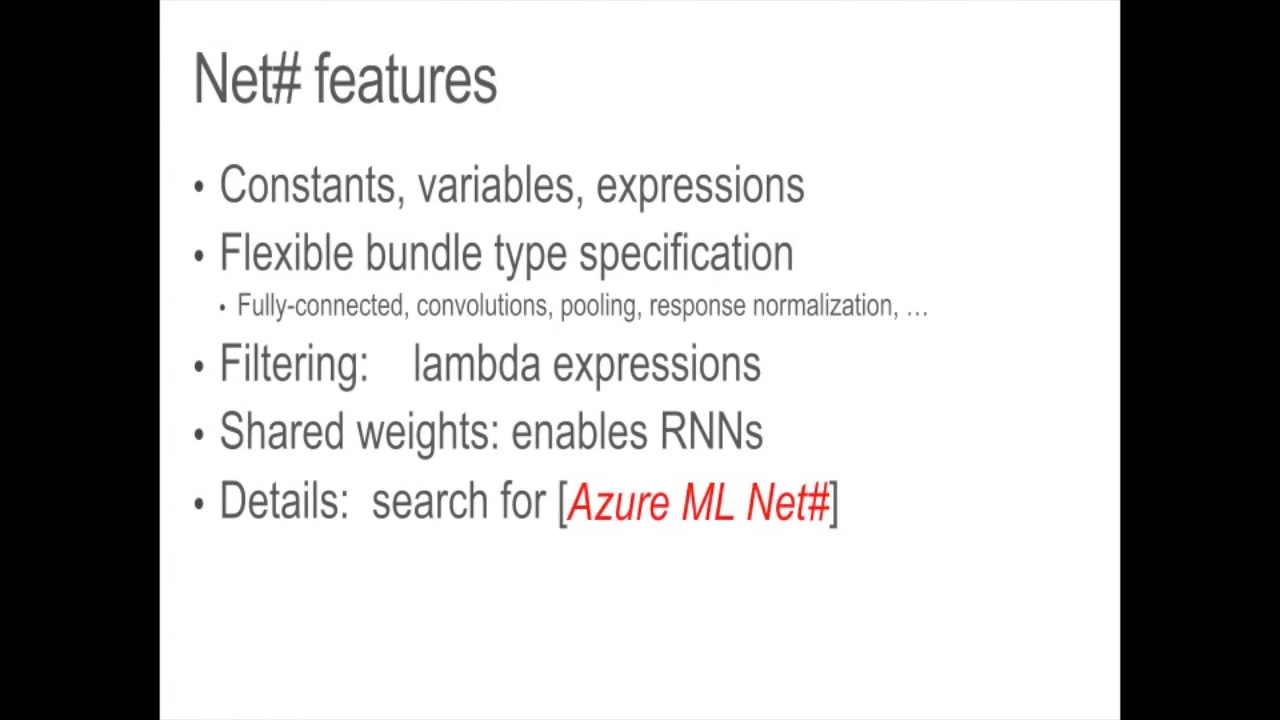 Net# features
• Constants, variables, expressions
• Flexible bundle type specification
• Fully-connected, convolutions, pooling, response normalization, …
• Filtering: lambda expressions
• Shared weights: enables RNNs
• Details: search for [Azure ML Net#]